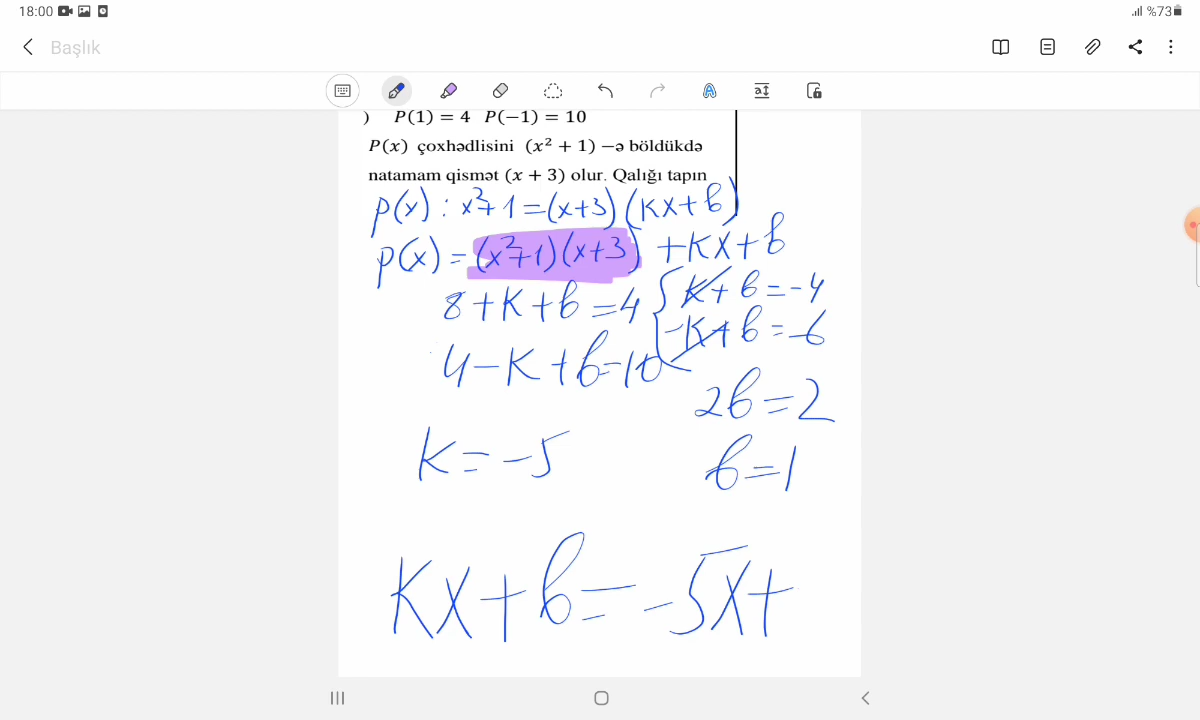 18:00 %73
Başlık
) P(1) = 4 P(−1) = 10
P(x) çoxhədlisini (x² + 1) −ə böldükdə
natamam qismət (x + 3) olur. Qalığı tapın
p(x) : x²+1=(x+3)(kx+b)
p(x) = (x²+1)(x+3) +kx+b
8+k+b=4
k+b=-4
-k+b=-6
4-k+b=10
2b=2
k=-5
b=1
kx+b=-5x+